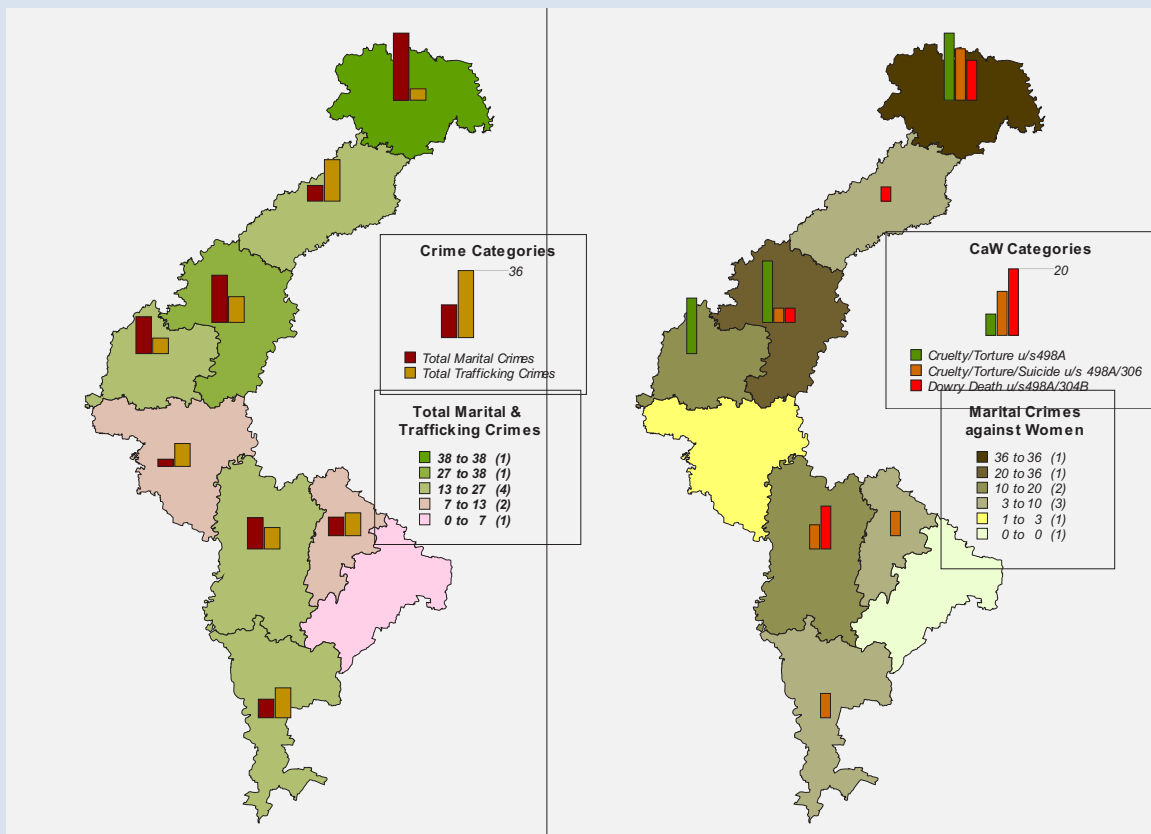 Crime Categories
36
Total Marital Crimes
Total Trafficking Crimes
Total Marital &
Trafficking Crimes
38 to 38 (1)
27 to 38 (1)
13 to 27 (4)
7 to 13 (2)
0 to 7 (1)
CaW Categories
20
Cruelty/Torture u/s498A
Cruelty/Torture/Suicide u/s 498A/306
Dowry Death u/s498A/304B
Marital Crimes
against Women
36 to 36 (1)
20 to 36 (1)
10 to 20 (2)
3 to 10 (3)
1 to 3 (1)
0 to 0 (1)